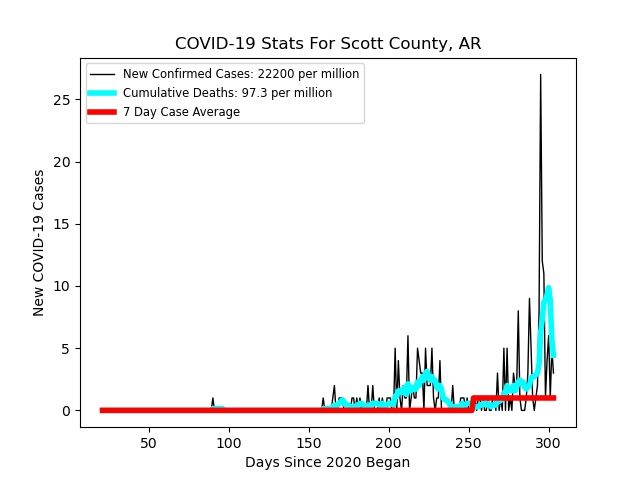 COVID-19 Stats For Scott County, AR
New Confirmed Cases: 22200 per million
Cumulative Deaths: 97.3 per million
7 Day Case Average
New COVID-19 Cases
25
20
15
10
5
0
50 100 150 200 250 300
Days Since 2020 Began